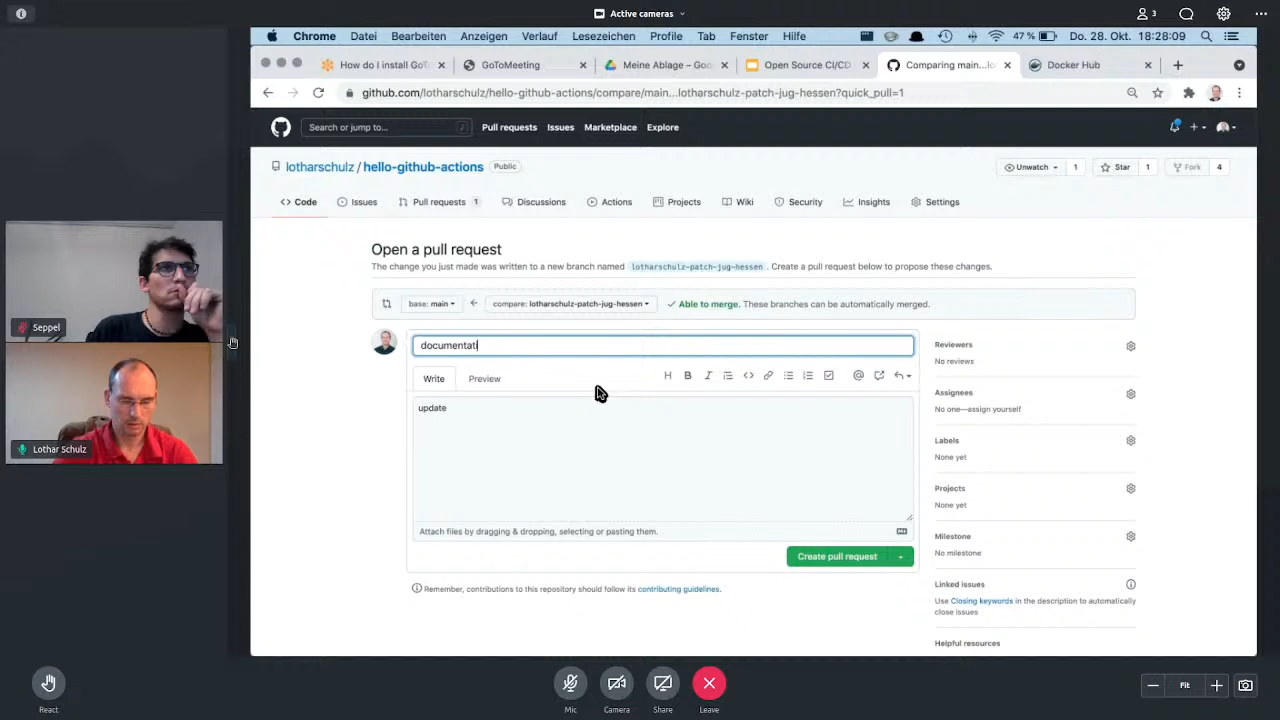 Active cameras
3
Chrome Datei Bearbeiten Anzeigen Verlauf Lesezeichen Profile Tab Fenster Hilfe 47 % Do. 28. Okt. 18:28:09
How do I install GoTo
GoToMeeting
Meine Ablage – Goo
Open Source CI/CD
Comparing main...lo
Docker Hub
github.com/lotharschulz/hello-github-actions/compare/main...lotharschulz-patch-jug-hessen?quick_pull=1
Search or jump to... / Pull requests Issues Marketplace Explore
lotharschulz / hello-github-actions Public Unwatch 1 Star 1 Fork 4
Code Issues Pull requests 1 Discussions Actions Projects Wiki Security Insights Settings
Open a pull request
The change you just made was written to a new branch named lotharschulz-patch-jug-hessen . Create a pull request below to propose these changes.
base: main compare: lotharschulz-patch-jug-hessen Able to merge. These branches can be automatically merged.
documentati
Write Preview
update
Attach files by dragging & dropping, selecting or pasting them.
Create pull request
Remember, contributions to this repository should follow its contributing guidelines.
Reviewers
No reviews
Assignees
No one—assign yourself
Labels
None yet
Projects
None yet
Milestone
No milestone
Linked issues
Use Closing keywords in the description to automatically
close issues
Helpful resources
Seppel
Lothar Schulz
React
Mic
Camera
Share
Leave
Fit